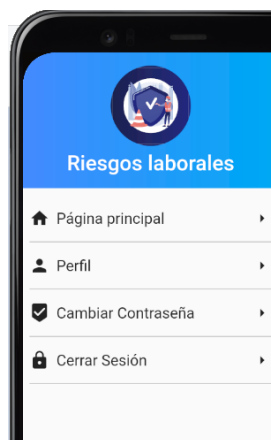 Riesgos laborales
Página principal
Perfil
Cambiar Contraseña
Cerrar Sesión